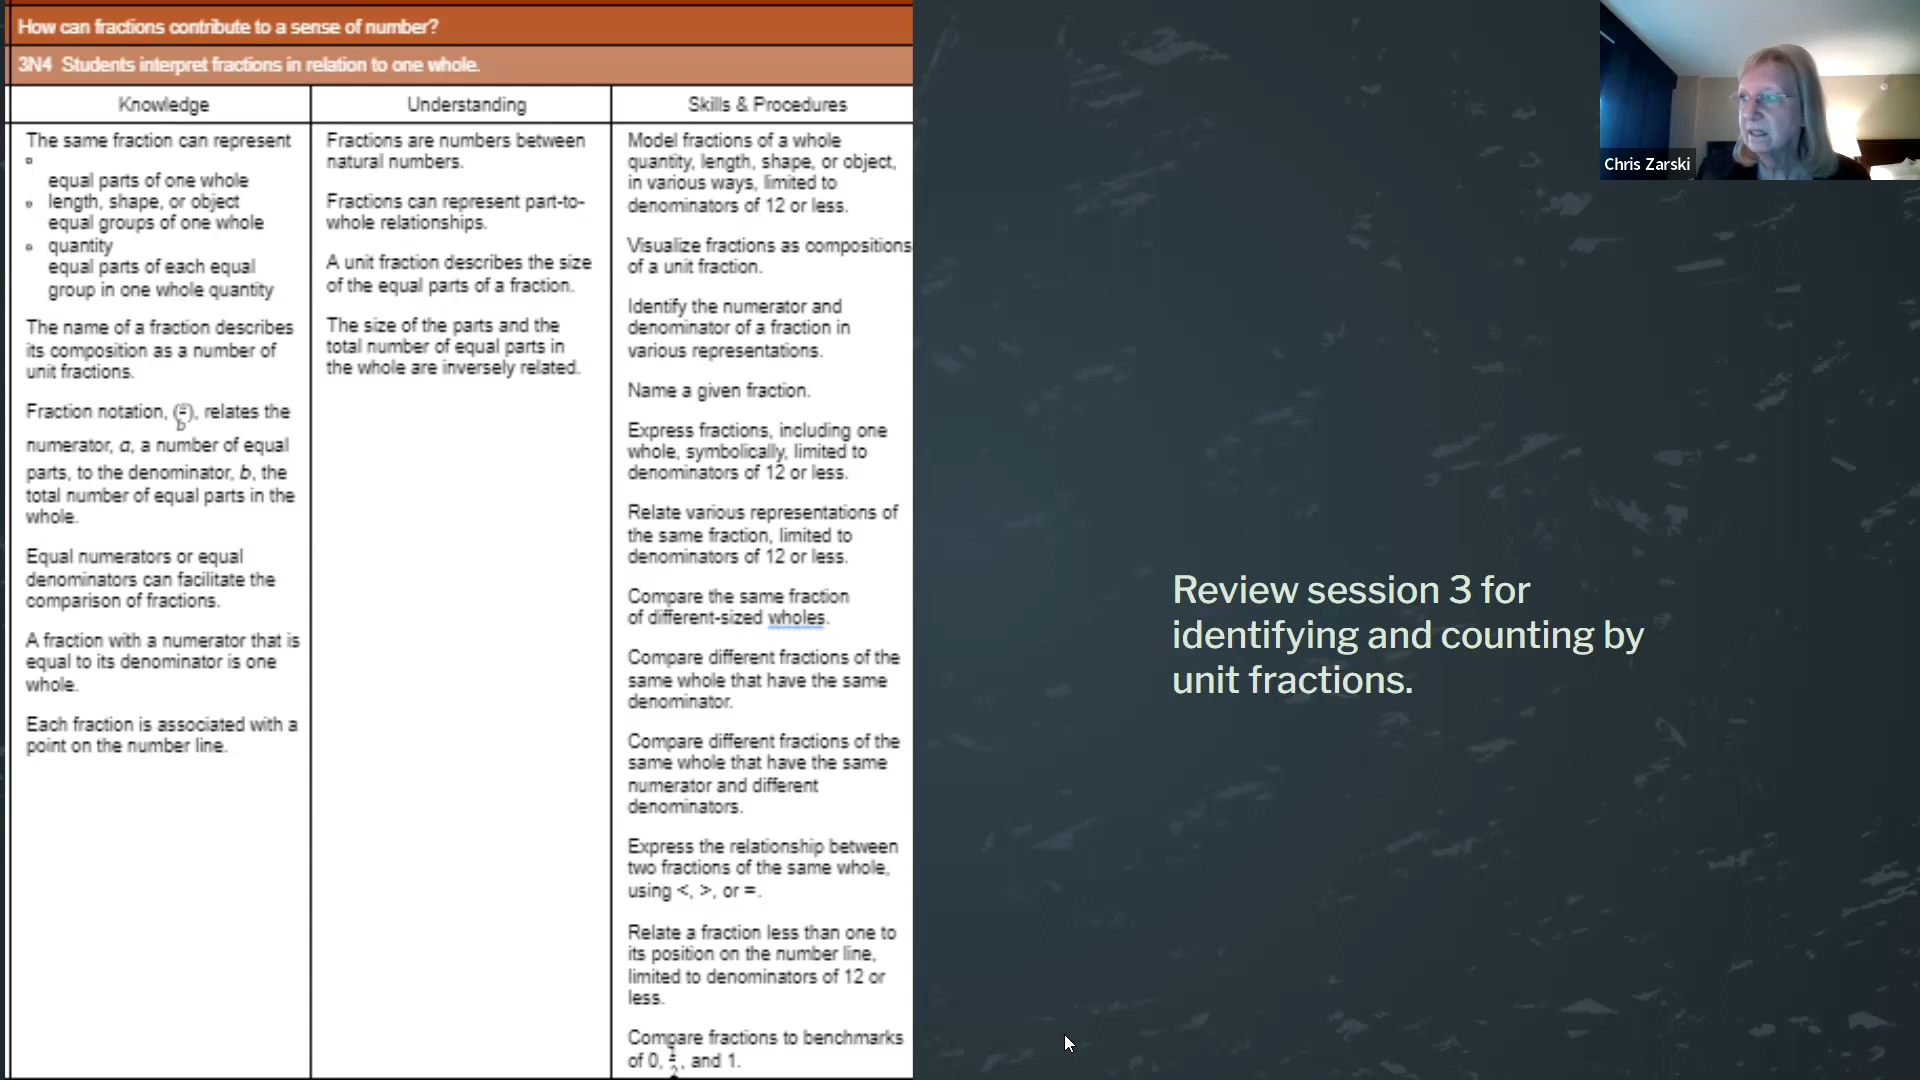 How can fractions contribute to a sense of number?
3N4 Students interpret fractions in relation to one whole.
Knowledge
The same fraction can represent
equal parts of one whole
length, shape, or object
equal groups of one whole
quantity
equal parts of each equal
group in one whole quantity
The name of a fraction describes
its composition as a number of
unit fractions.
Fraction notation, (a/b), relates the
numerator, a, a number of equal
parts, to the denominator, b, the
total number of equal parts in the
whole.
Equal numerators or equal
denominators can facilitate the
comparison of fractions.
A fraction with a numerator that is
equal to its denominator is one
whole.
Each fraction is associated with a
point on the number line.
Understanding
Fractions are numbers between
natural numbers.
Fractions can represent part-to-
whole relationships.
A unit fraction describes the size
of the equal parts of a fraction.
The size of the parts and the
total number of equal parts in
the whole are inversely related.
Skills & Procedures
Model fractions of a whole
quantity, length, shape, or object,
in various ways, limited to
denominators of 12 or less.
Visualize fractions as compositions
of a unit fraction.
Identify the numerator and
denominator of a fraction in
various representations.
Name a given fraction.
Express fractions, including one
whole, symbolically, limited to
denominators of 12 or less.
Relate various representations of
the same fraction, limited to
denominators of 12 or less.
Compare the same fraction
of different-sized wholes.
Compare different fractions of the
same whole that have the same
denominator.
Compare different fractions of the
same whole that have the same
numerator and different
denominators.
Express the relationship between
two fractions of the same whole,
using <, >, or =.
Relate a fraction less than one to
its position on the number line,
limited to denominators of 12 or
less.
Compare fractions to benchmarks
of 0, 1/2, and 1.
Review session 3 for
identifying and counting by
unit fractions.
Chris Zarski